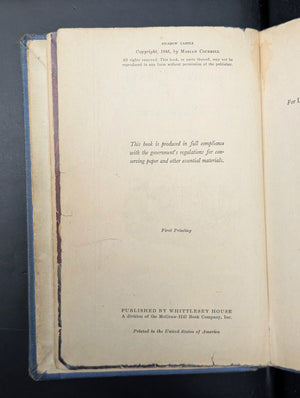 SHADOW CASTLE
Copyright, 1945, by Marian Cockrell
All rights reserved. This book, or parts thereof, may not be
reproduced in any form without permission of the publisher.
This book is produced in full compliance
with the government's regulations for con-
serving paper and other essential materials.
First Printing
PUBLISHED BY WHITTLESEY HOUSE
A division of the McGraw-Hill Book Company, Inc.
Printed in the United States of America
For